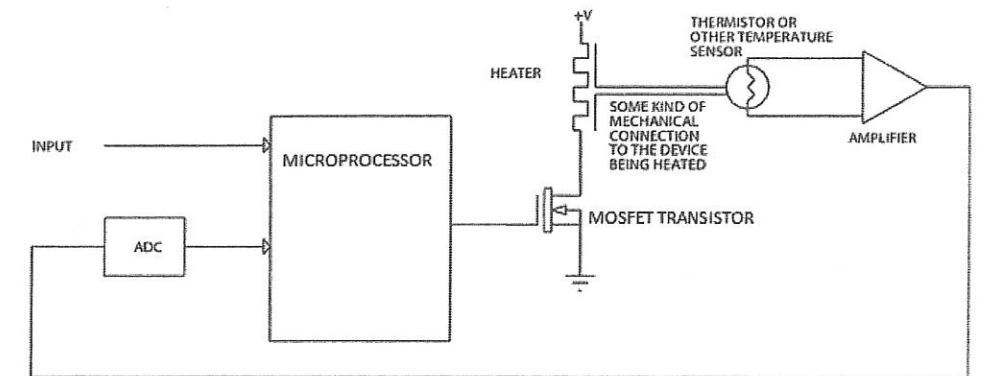 +V
THERMISTOR OR
OTHER TEMPERATURE
SENSOR
HEATER
SOME KIND OF
MECHANICAL
CONNECTION
TO THE DEVICE
BEING HEATED
AMPLIFIER
INPUT
MICROPROCESSOR
MOSFET TRANSISTOR
ADC